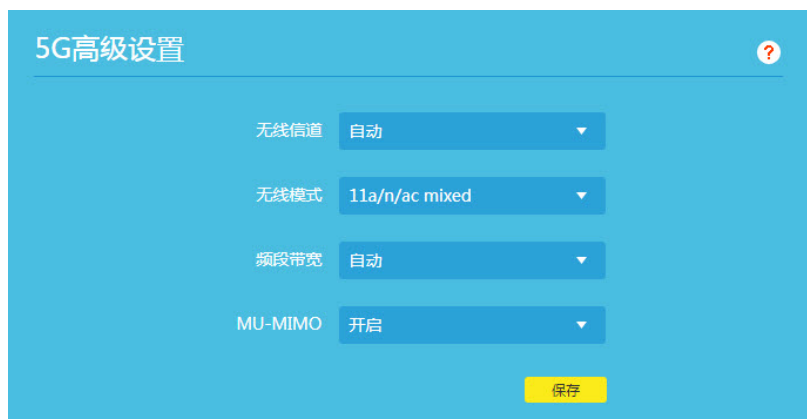 5G高级设置
?
无线信道 自动
无线模式 11a/n/ac mixed
频段带宽 自动
MU-MIMO 开启
保存